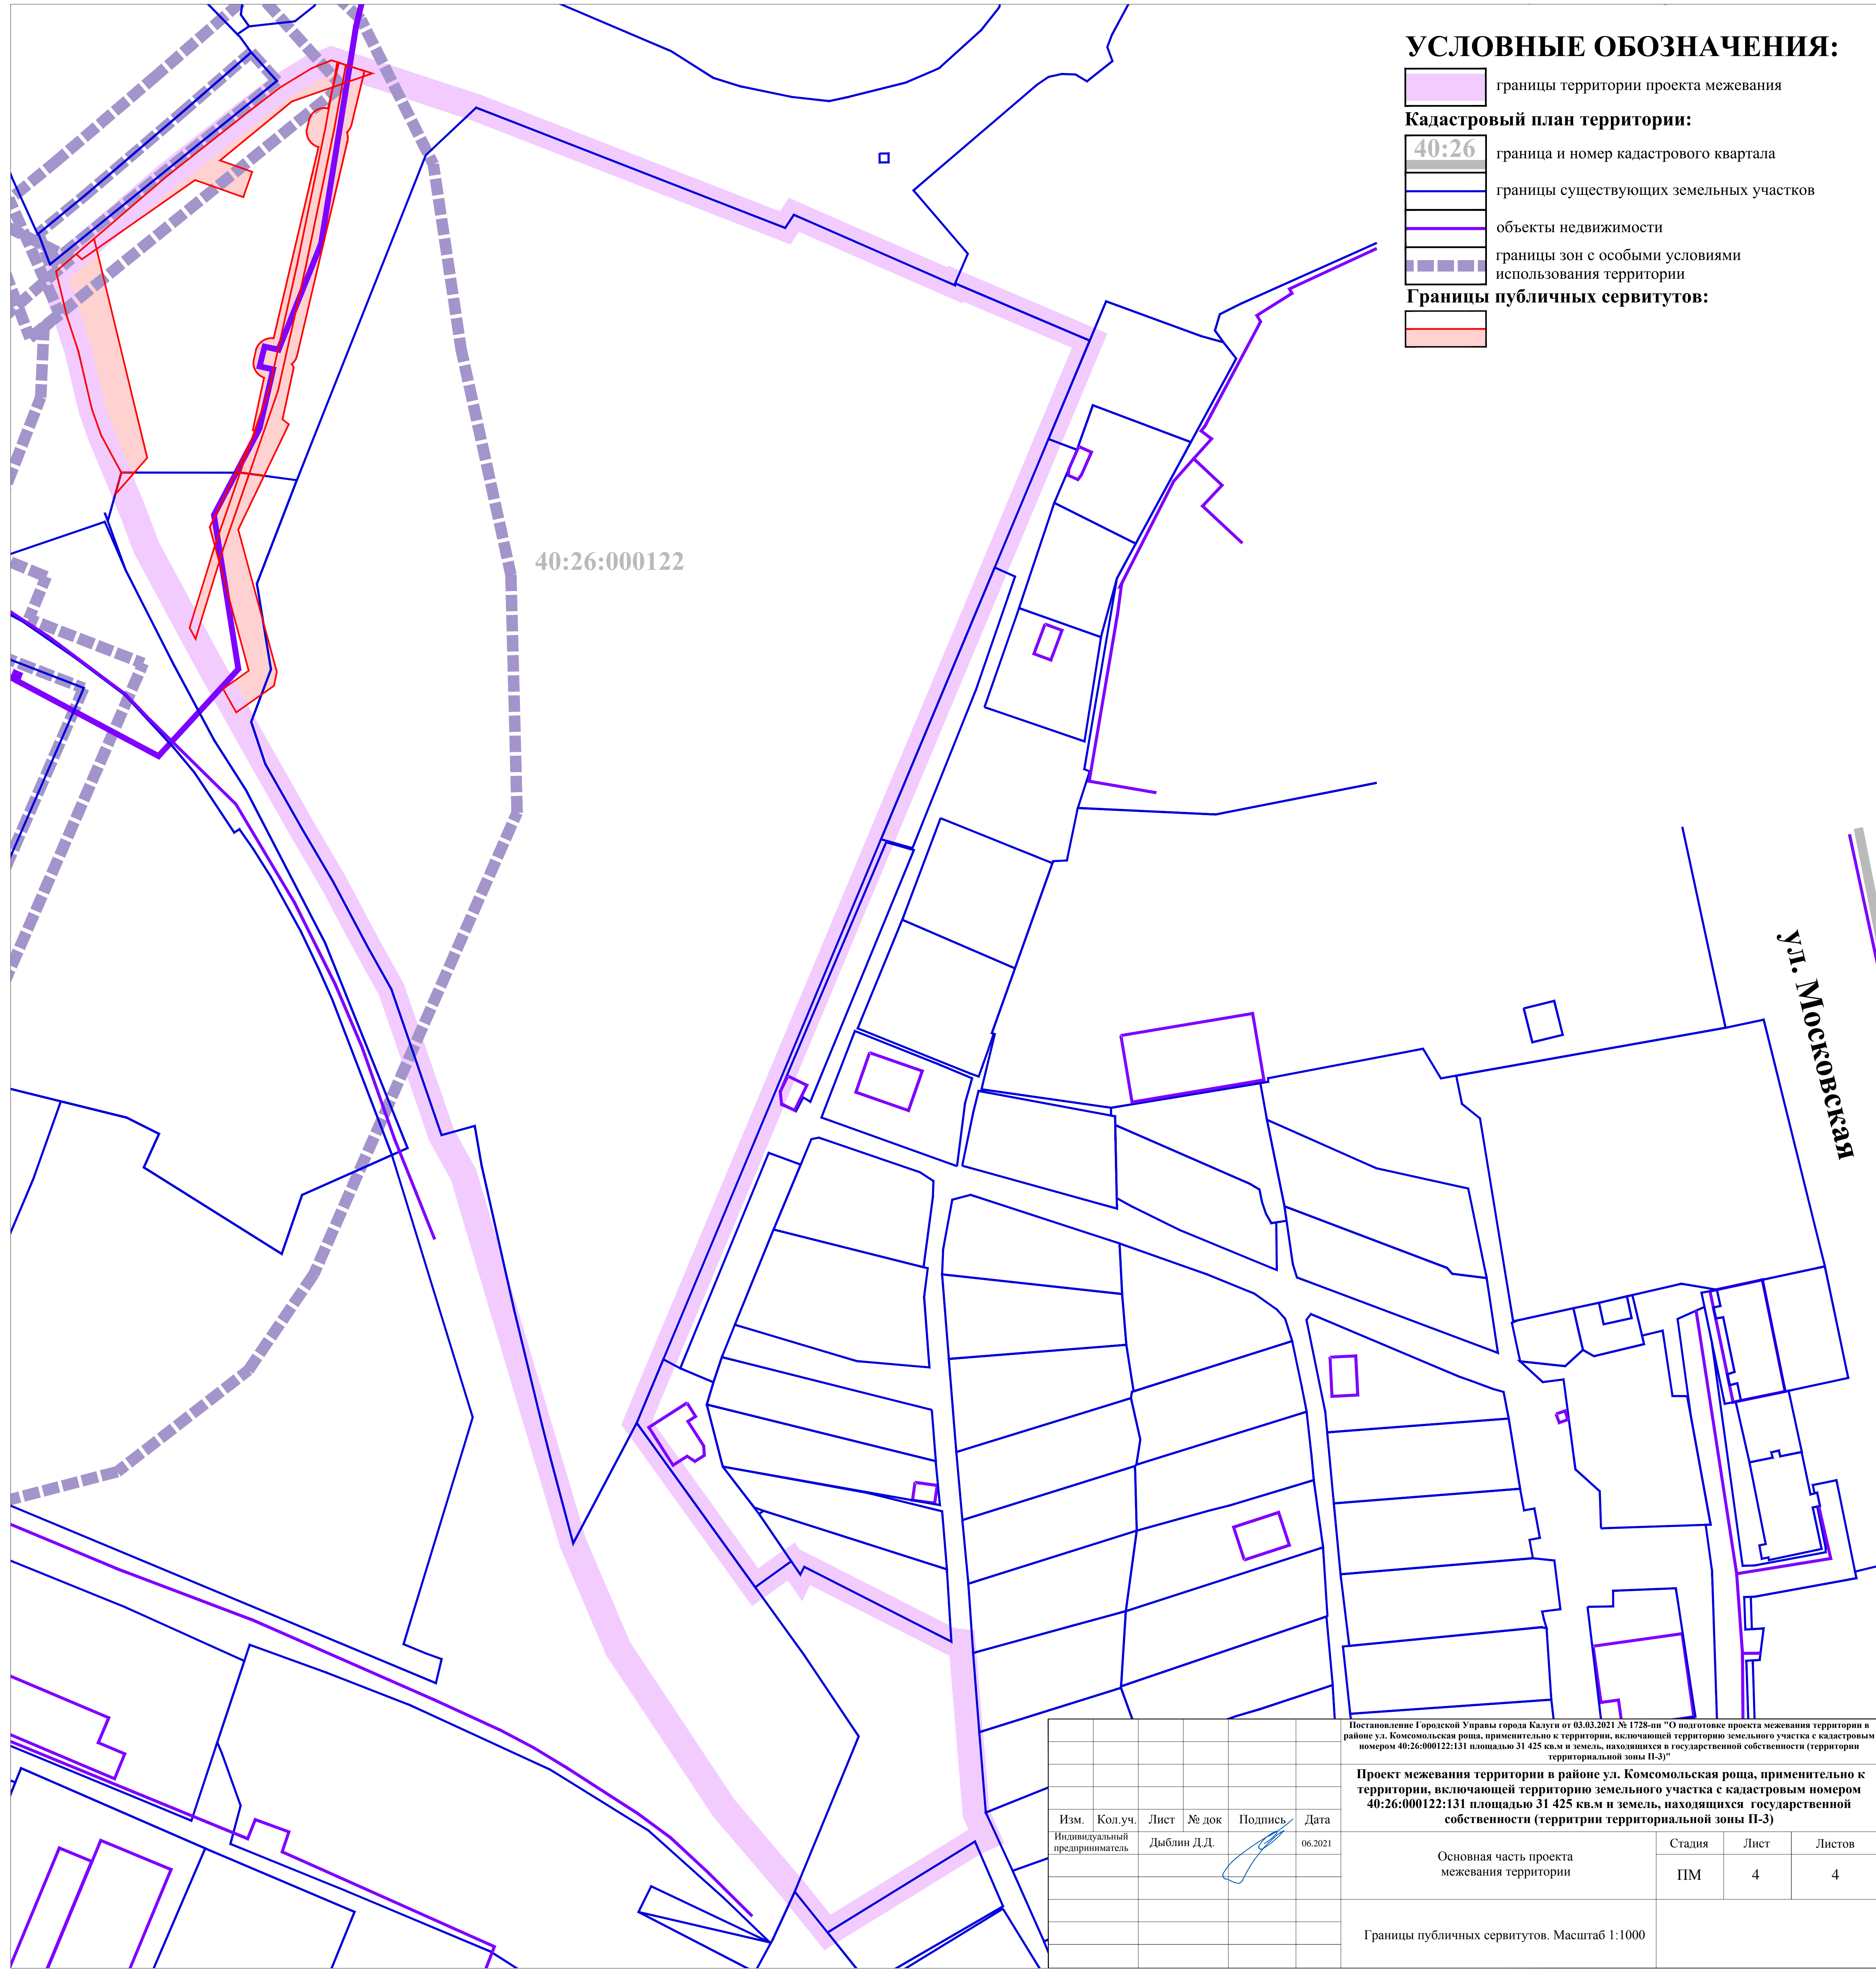 УСЛОВНЫЕ ОБОЗНАЧЕНИЯ:
границы территории проекта межевания
Кадастровый план территории:
40:26
граница и номер кадастрового квартала
границы существующих земельных участков
объекты недвижимости
границы зон с особыми условиями
использования территории
Границы публичных сервитутов:
40:26:000122
ул. Московская
Постановление Городской Управы города Калуги от 03.03.2021 № 1728-пи "О подготовке проекта межевания территории в
районе ул. Комсомольская роща, применительно к территории, включающей территорию земельного участка с кадастровым
номером 40:26:000122:131 площадью 31 425 кв.м и земель, находящихся в государственной собственности (территории
территориальной зоны П-3)"
Проект межевания территории в районе ул. Комсомольская роща, применительно к
территории, включающей территорию земельного участка с кадастровым номером
40:26:000122:131 площадью 31 425 кв.м и земель, находящихся государственной
собственности (территрии территориальной зоны П-3)
Изм. Кол.уч. Лист № док Подпись Дата
Индивидуальный
предприниматель
Дыблин Д.Д.
06.2021
Основная часть проекта
межевания территории
Стадия Лист Листов
ПМ 4 4
Границы публичных сервитутов. Масштаб 1:1000